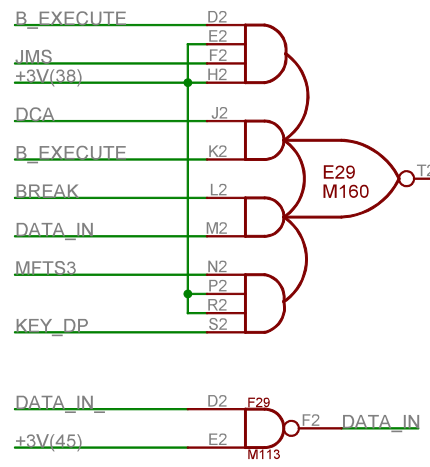 B_EXECUTE D2
E2
JMS F2
+3V(38) H2
DCA J2
B_EXECUTE K2
E29
M160
T2
BREAK L2
DATA_IN M2
MFTS3 N2
P2
R2
KEY_DP S2
DATA_IN_ D2 F29 F2 DATA_IN
+3V(45) E2
M113